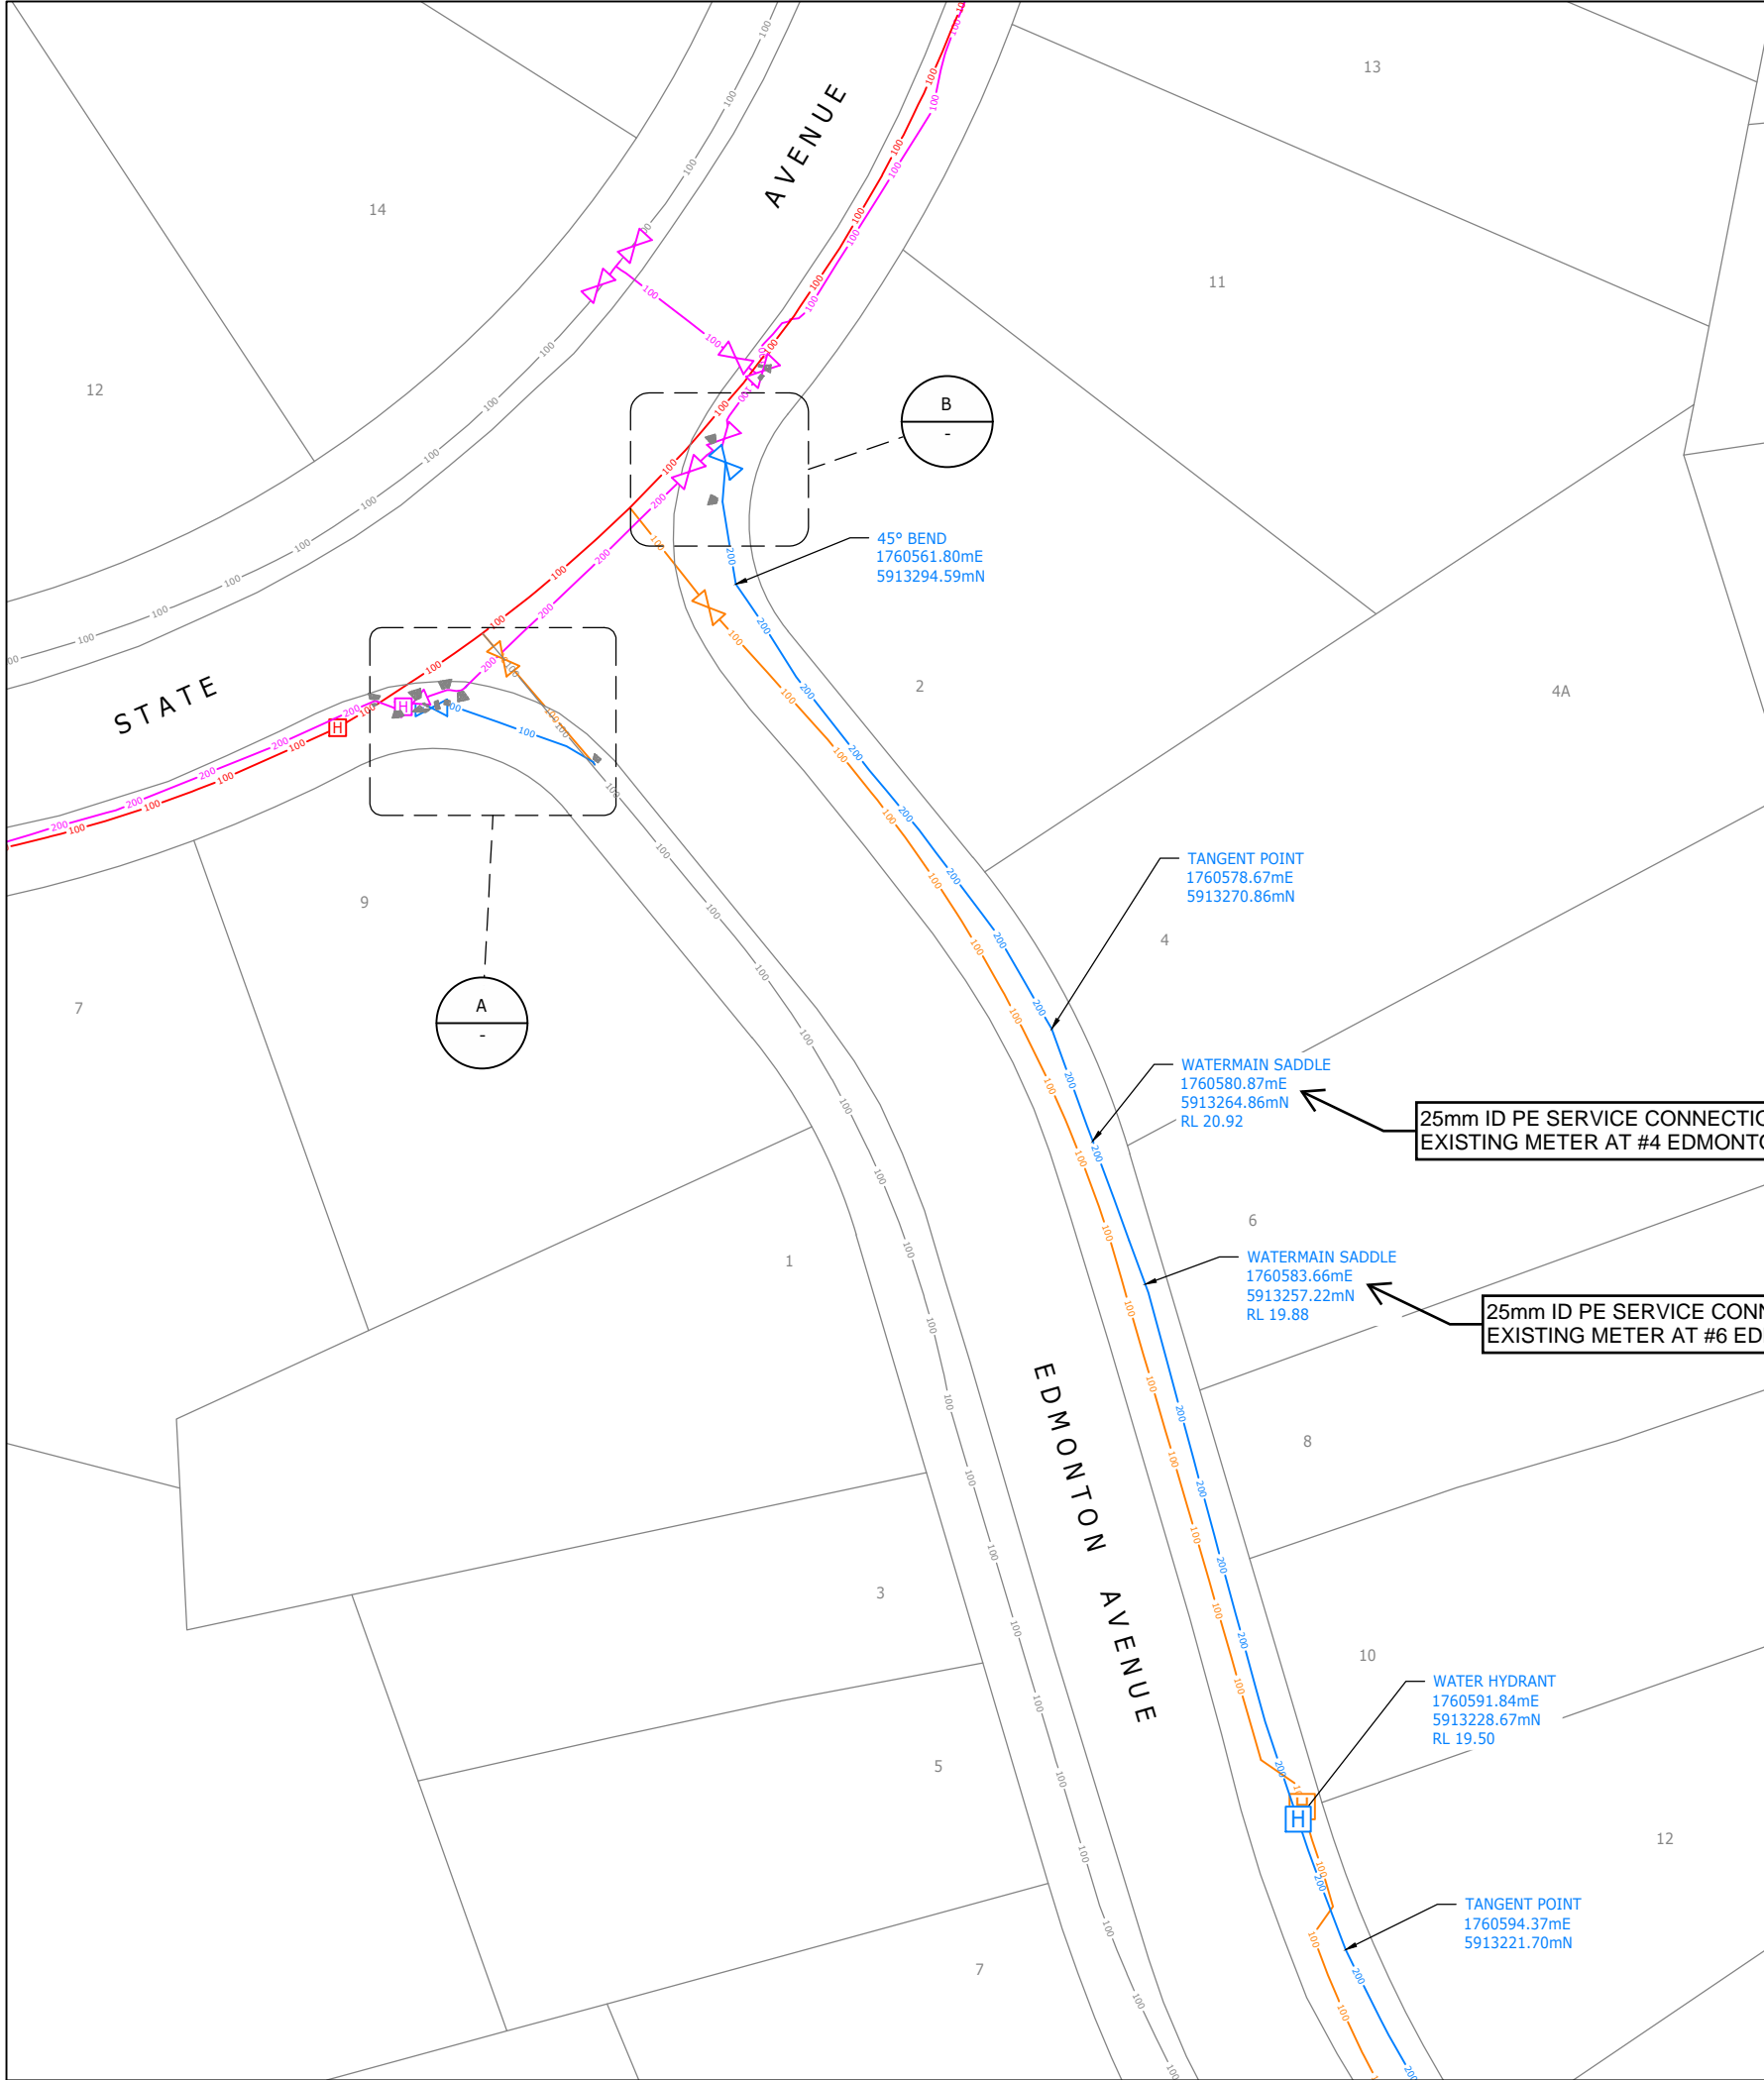 13
14
AVENUE
11
12
B
-
45° BEND
1760561.80mE
5913294.59mN
2
4A
STATE
H
H
TANGENT POINT
1760578.67mE
5913270.86mN
9
4
7
A
-
WATERMAIN SADDLE
1760580.87mE
5913264.86mN
RL 20.92
25mm ID PE SERVICE
EXISTING METER AT #4
6
1
WATERMAIN SADDLE
1760583.66mE
5913257.22mN
RL 19.88
25mm ID PE SERVICE
EXISTING METER AT #6
EDMONTON AVENUE
8
3
10
WATER HYDRANT
1760591.84mE
5913228.67mN
RL 19.50
5
H
H
12
TANGENT POINT
1760594.37mE
5913221.70mN
7
100
200